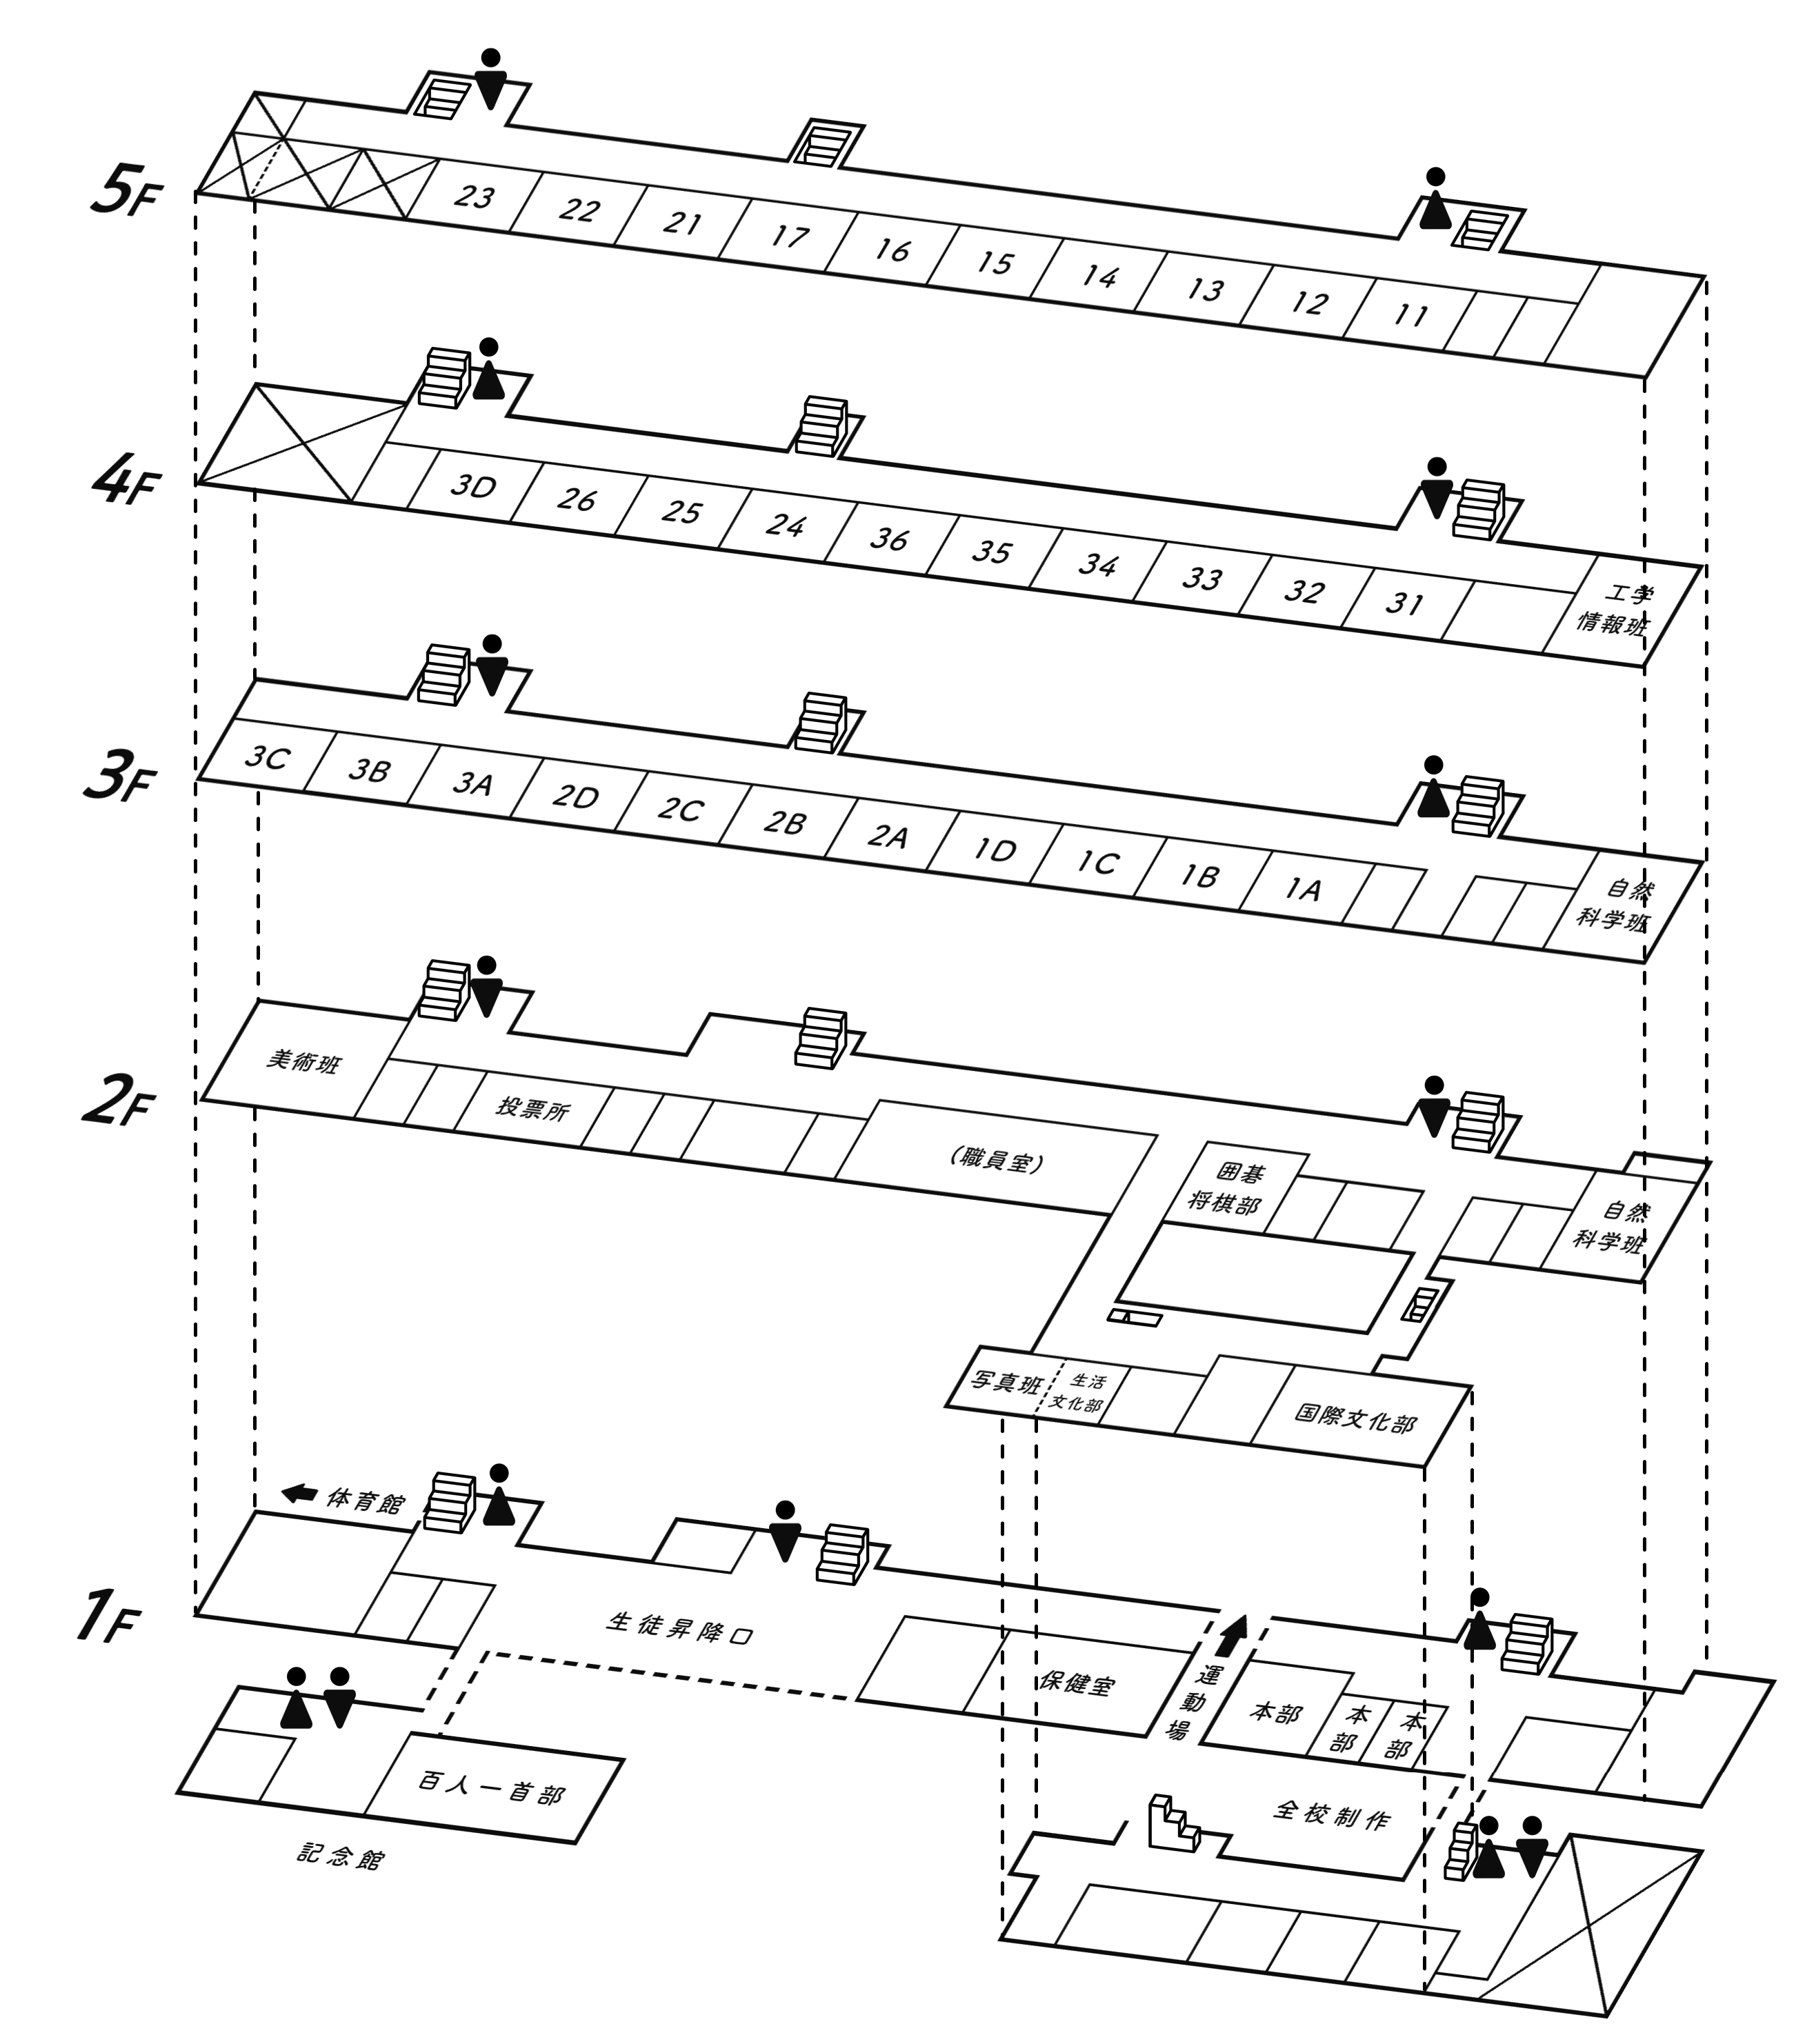 5F
23 22 21 17 16 15 14 13 12 11
4F
3D 26 25 24 36 35 34 33 32 31
工学
情報班
3F
3C 3B 3A 2D 2C 2B 2A 1D 1C 1B 1A
自然
科学班
2F
美術班
投票所
(職員室)
囲碁
将棋部
自然
科学班
写真班
生活
文化部
国際文化部
1F
体育館
生徒昇降口
保健室
運動場
本部
本部
本部
全校制作
百人一首部
記念館